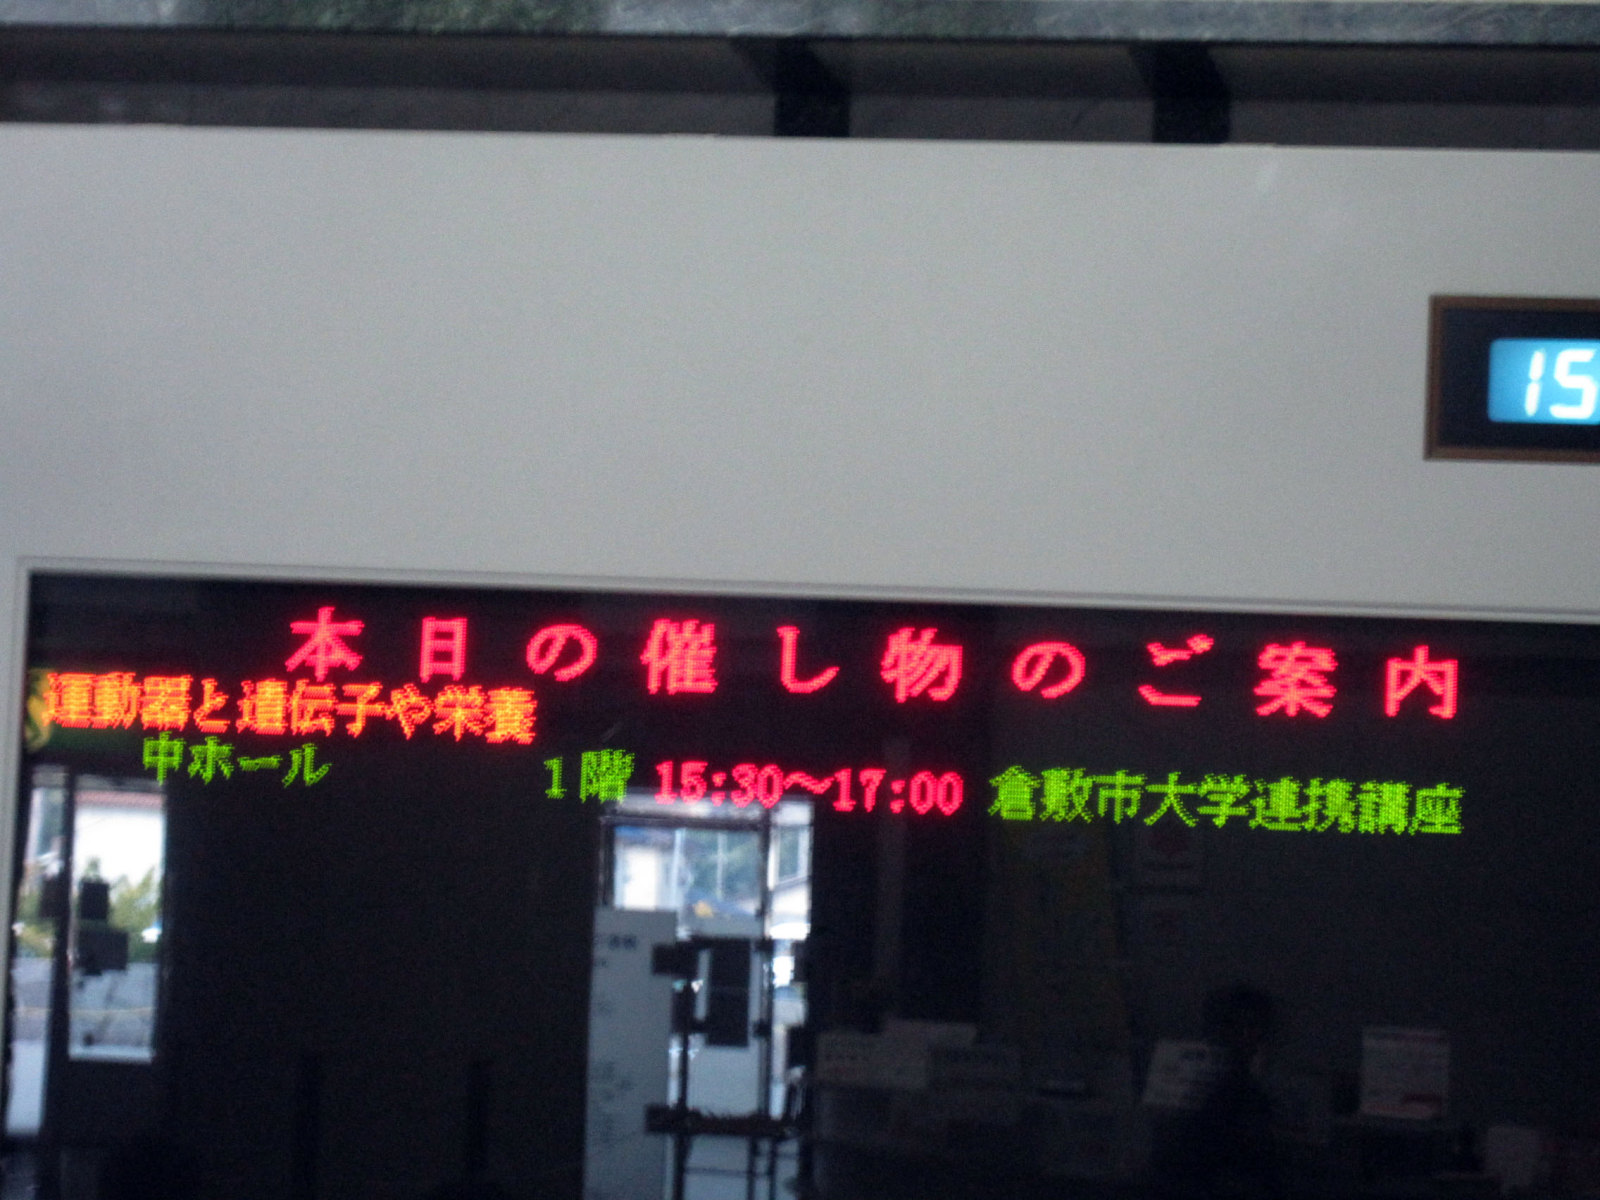 15
本日の催し物のご案内
運動器と遺伝子や栄養
中ホール 1階 15:30～17:00 倉敷市大学連携講座